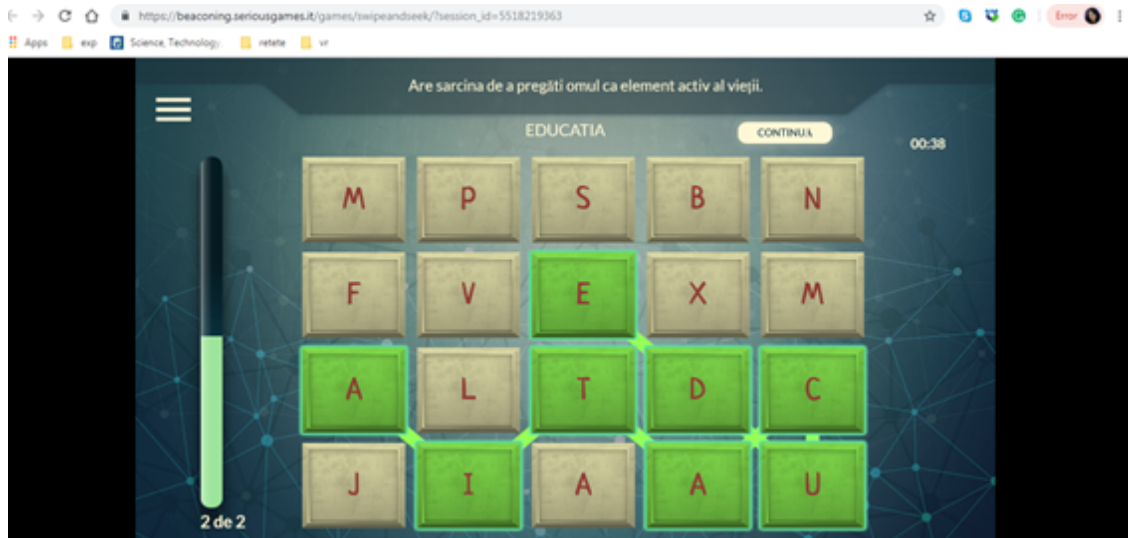 https://beaconing.seriousgames.it/games/swipeandseek/?session_id=5518219363
Error
Apps exp Science, Technology: retete vr
Are sarcina de a pregăti omul ca element activ al vieții.
EDUCATIA
CONTINUA
00:38
M P S B N
F V E X M
A L T D C
J I A A U
2 de 2